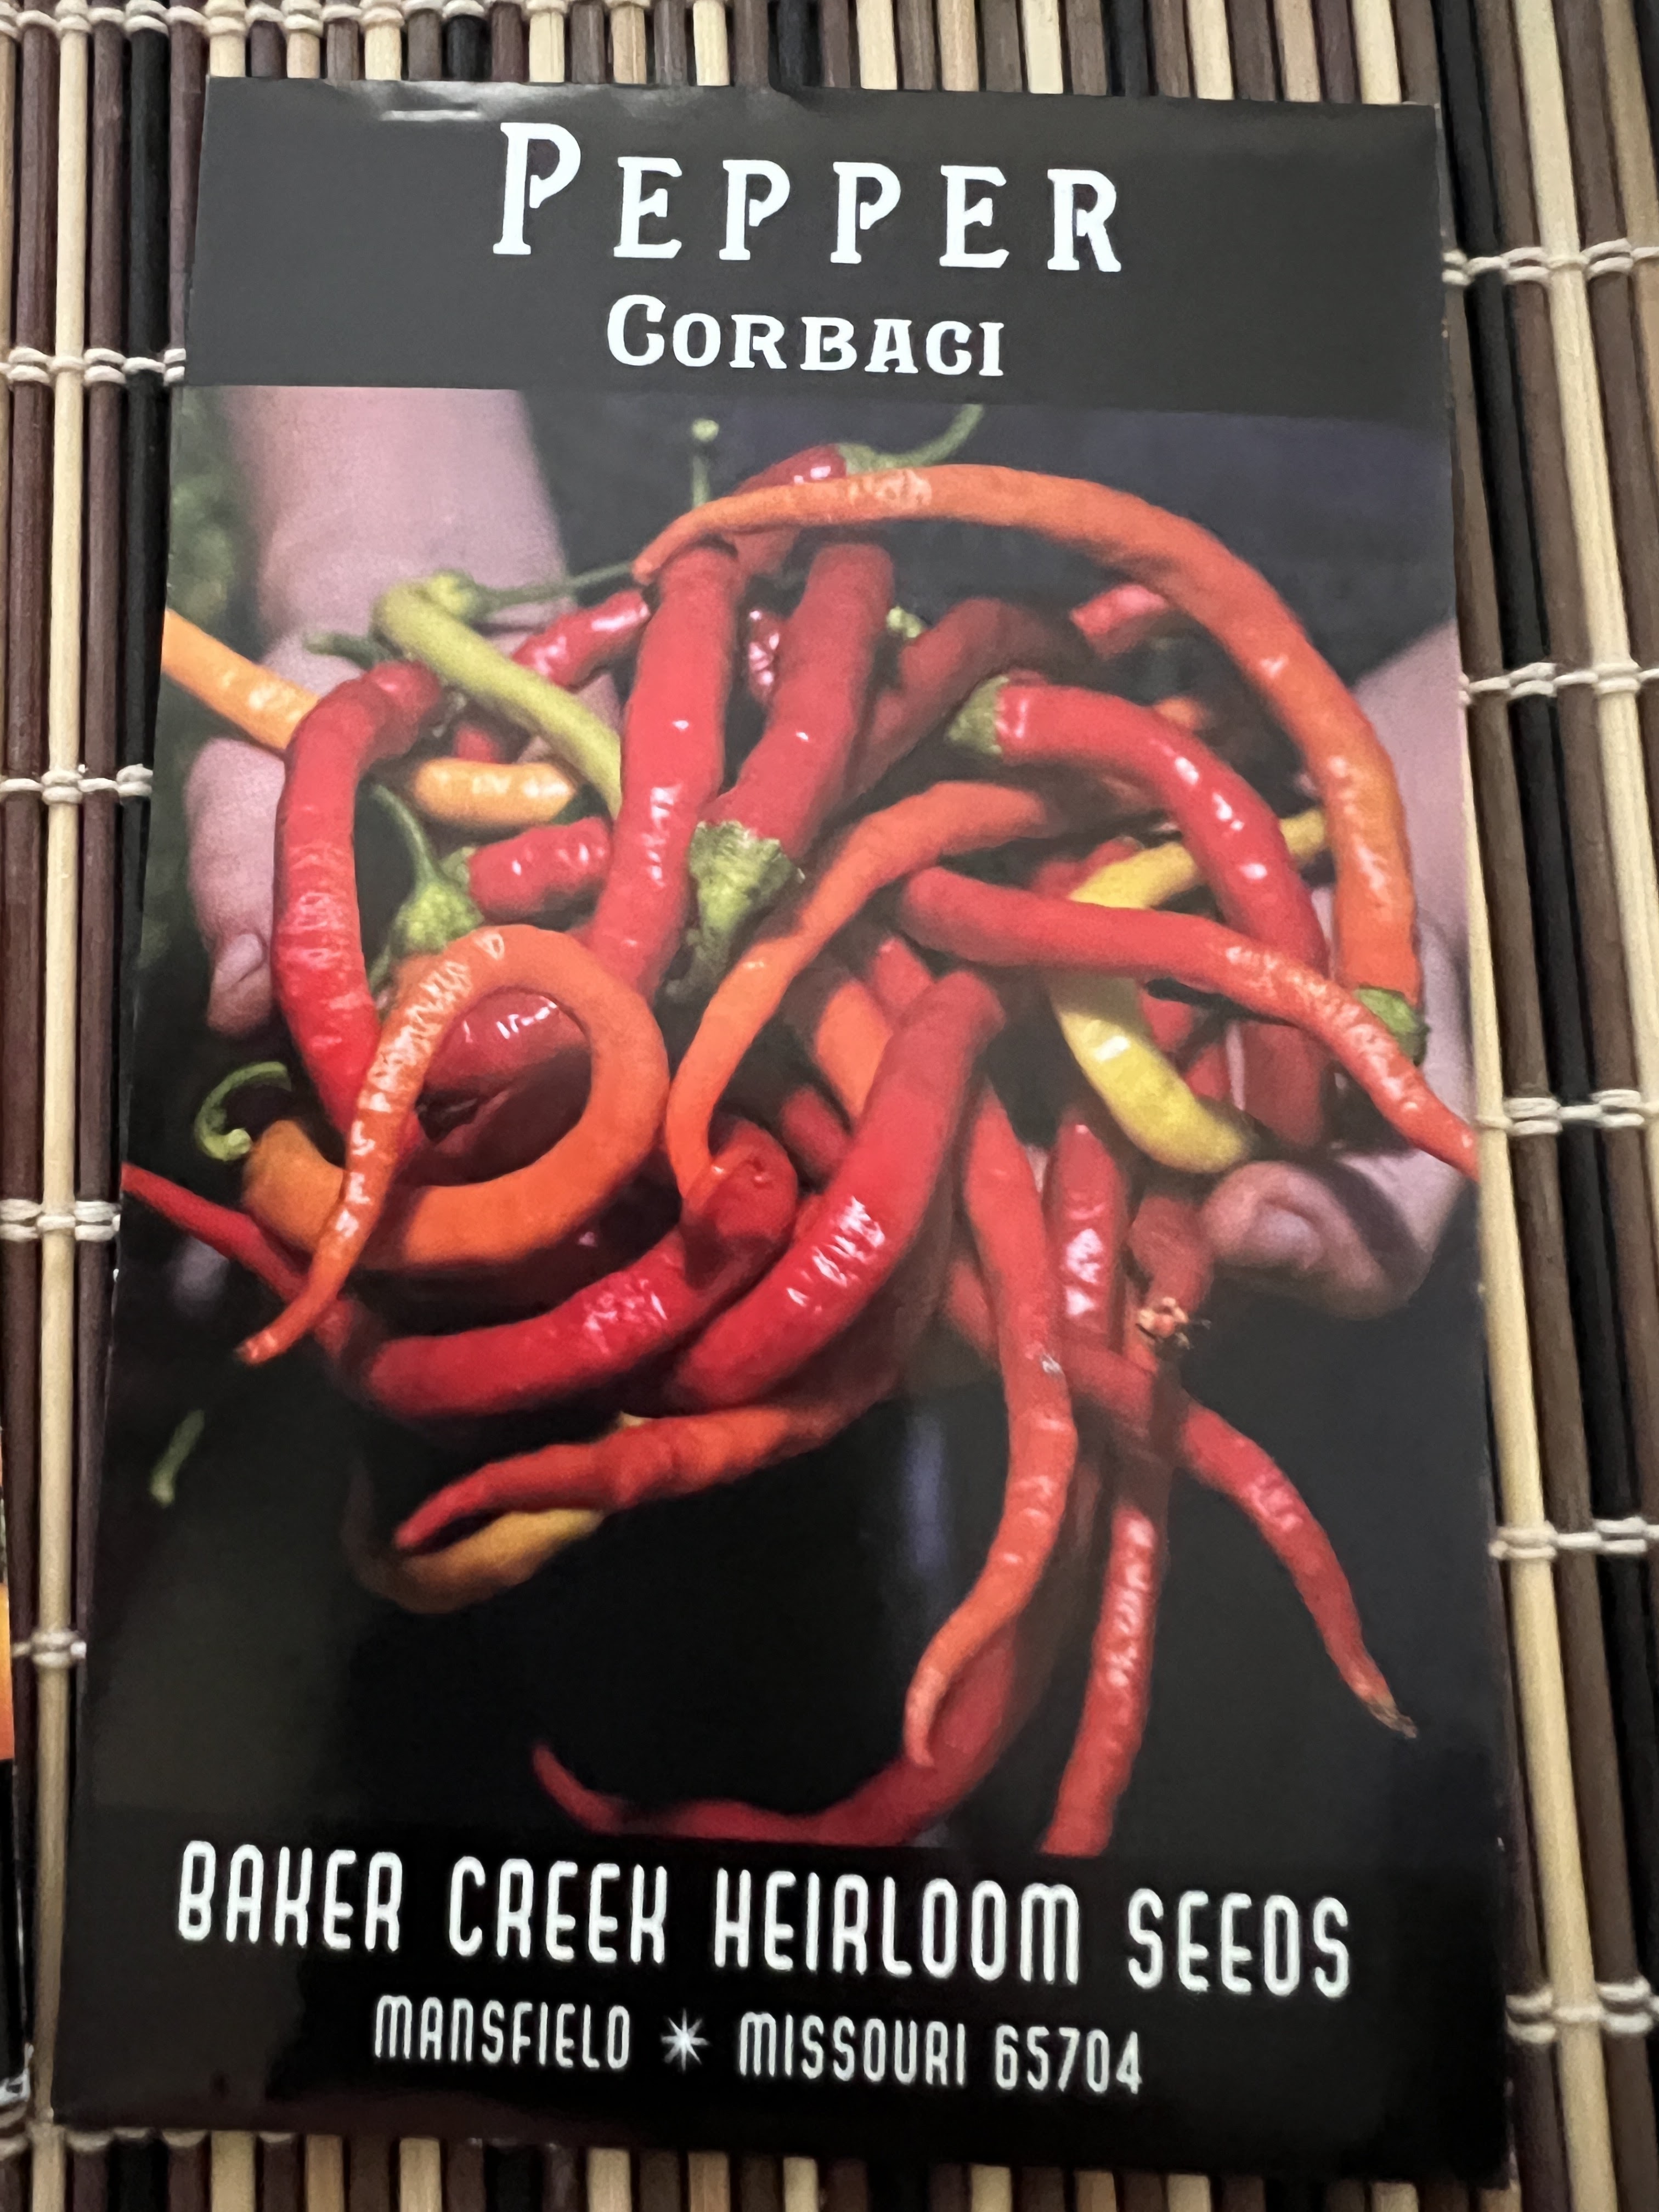 PEPPER
CORBACI
BAKER CREEK HEIRLOOM SEEDS
MANSFIELD ✴ MISSOURI 65704